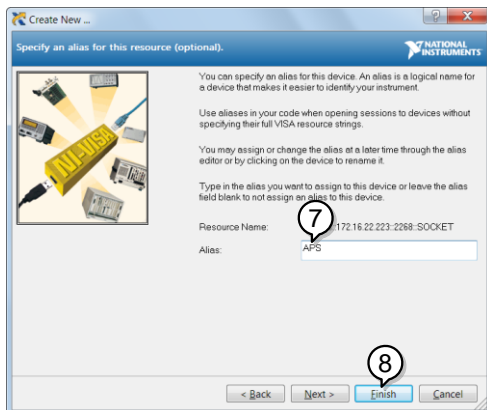 Create New ...
Specify an alias for this resource (optional).
NATIONAL
INSTRUMENTS
You can specify an alias for this device. An alias is a logical name for
a device that makes it easier to identify your instrument.
Use aliases in your code when opening sessions to devices without
specifying their full VISA resource strings.
You may assign or change the alias at a later time through the alias
editor or by clicking on the device to rename it.
Type in the alias you want to assign to this device or leave the alias
field blank to not assign an alias to this device.
NI-VISA
7
Resource Name: :172.16.22.223::2268::SOCKET
Alias: APS
8
< Back Next > Finish Cancel